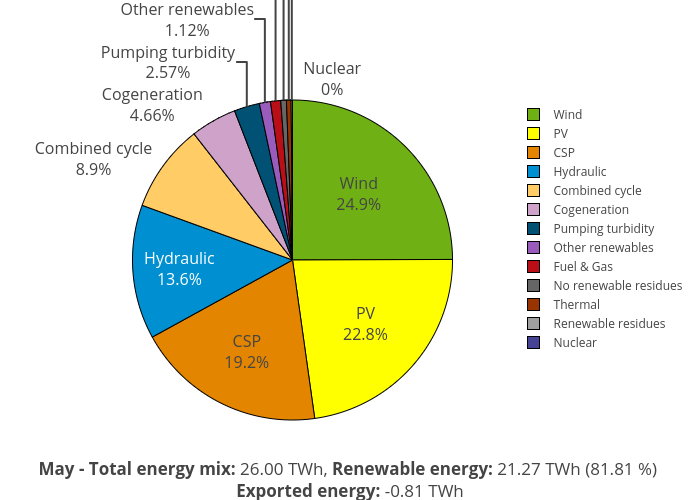 Other renewables
1.12%
Pumping turbidity
2.57%
Cogeneration
4.66%
Combined cycle
8.9%
Nuclear
0%
Wind
24.9%
Hydraulic
13.6%
PV
22.8%
CSP
19.2%
Wind
PV
CSP
Hydraulic
Combined cycle
Cogeneration
Pumping turbidity
Other renewables
Fuel & Gas
No renewable residues
Thermal
Renewable residues
Nuclear
May - Total energy mix: 26.00 TWh, Renewable energy: 21.27 TWh (81.81 %)
Exported energy: -0.81 TWh